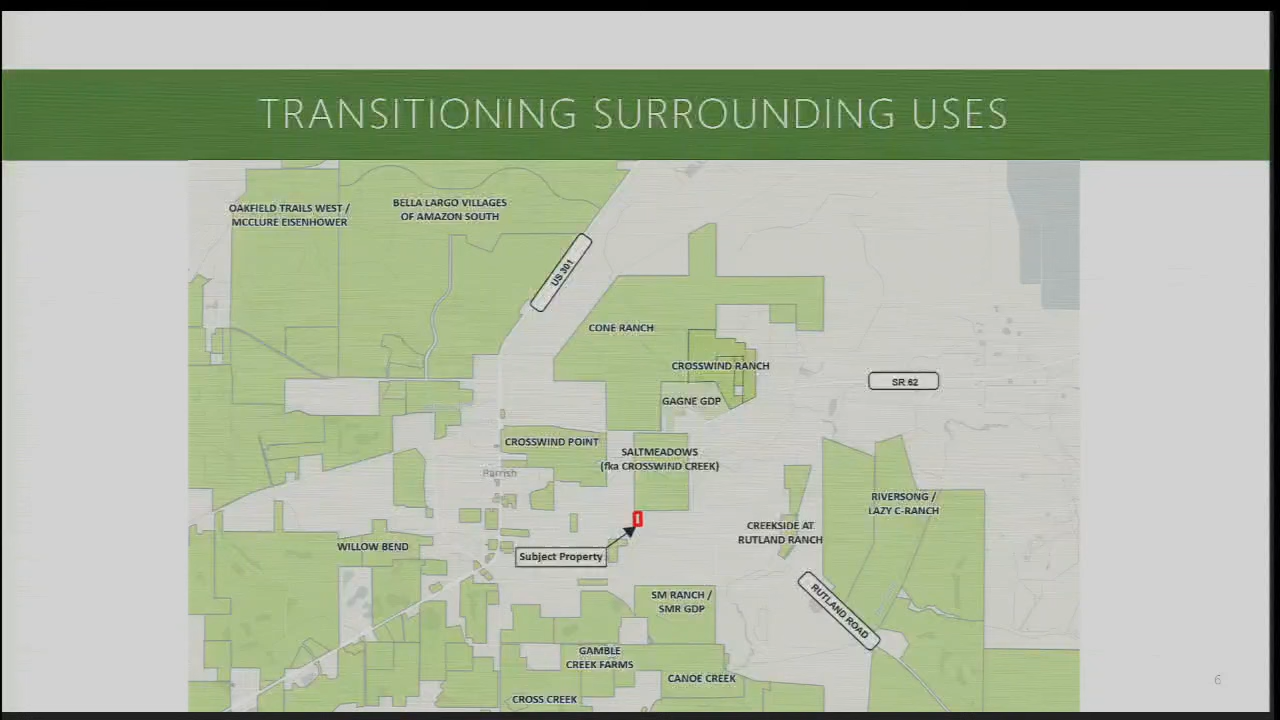 TRANSITIONING SURROUNDING USES
OAKFIELD TRAILS WEST /
MCCLURE EISENHOWER
BELLA LARGO VILLAGES
OF AMAZON SOUTH
US 301
CONE RANCH
CROSSWIND RANCH
SR 62
GAGNE GDP
CROSSWIND POINT
SALTMEADOWS
(fka CROSSWIND CREEK)
Parrish
RIVERSONG /
LAZY C-RANCH
CREEKSIDE AT
RUTLAND RANCH
WILLOW BEND
Subject Property
SM RANCH /
SMR GDP
RUTLAND ROAD
GAMBLE
CREEK FARMS
CANOE CREEK
CROSS CREEK
6